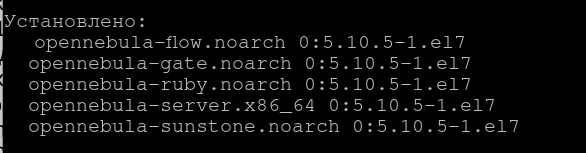 Установлено:
opennebula-flow.noarch 0:5.10.5-1.el7
opennebula-gate.noarch 0:5.10.5-1.el7
opennebula-ruby.noarch 0:5.10.5-1.el7
opennebula-server.x86_64 0:5.10.5-1.el7
opennebula-sunstone.noarch 0:5.10.5-1.el7